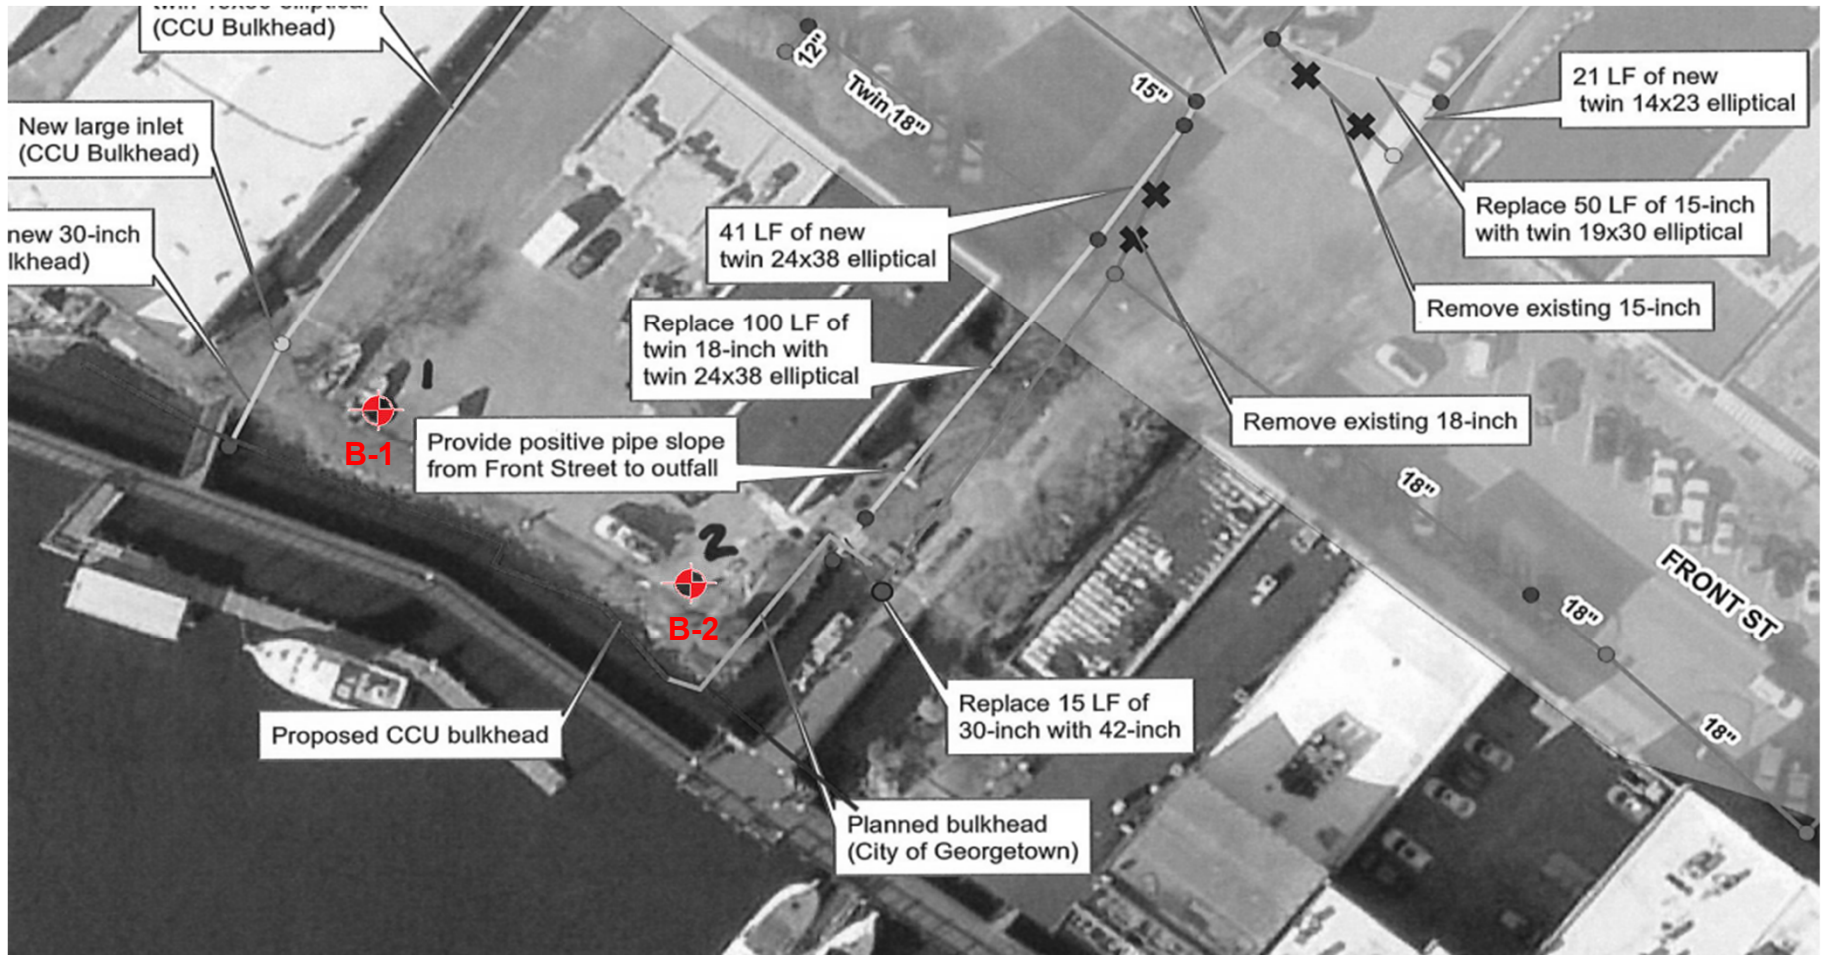 (CCU Bulkhead)
12"
Twin 18"
15"
21 LF of new
twin 14x23 elliptical
New large inlet
(CCU Bulkhead)
Replace 50 LF of 15-inch
with twin 19x30 elliptical
41 LF of new
twin 24x38 elliptical
new 30-inch
lkhead)
Remove existing 15-inch
Replace 100 LF of
twin 18-inch with
twin 24x38 elliptical
1
B-1
Remove existing 18-inch
Provide positive pipe slope
from Front Street to outfall
18"
2
B-2
FRONT ST
18"
Replace 15 LF of
30-inch with 42-inch
18"
Proposed CCU bulkhead
Planned bulkhead
(City of Georgetown)